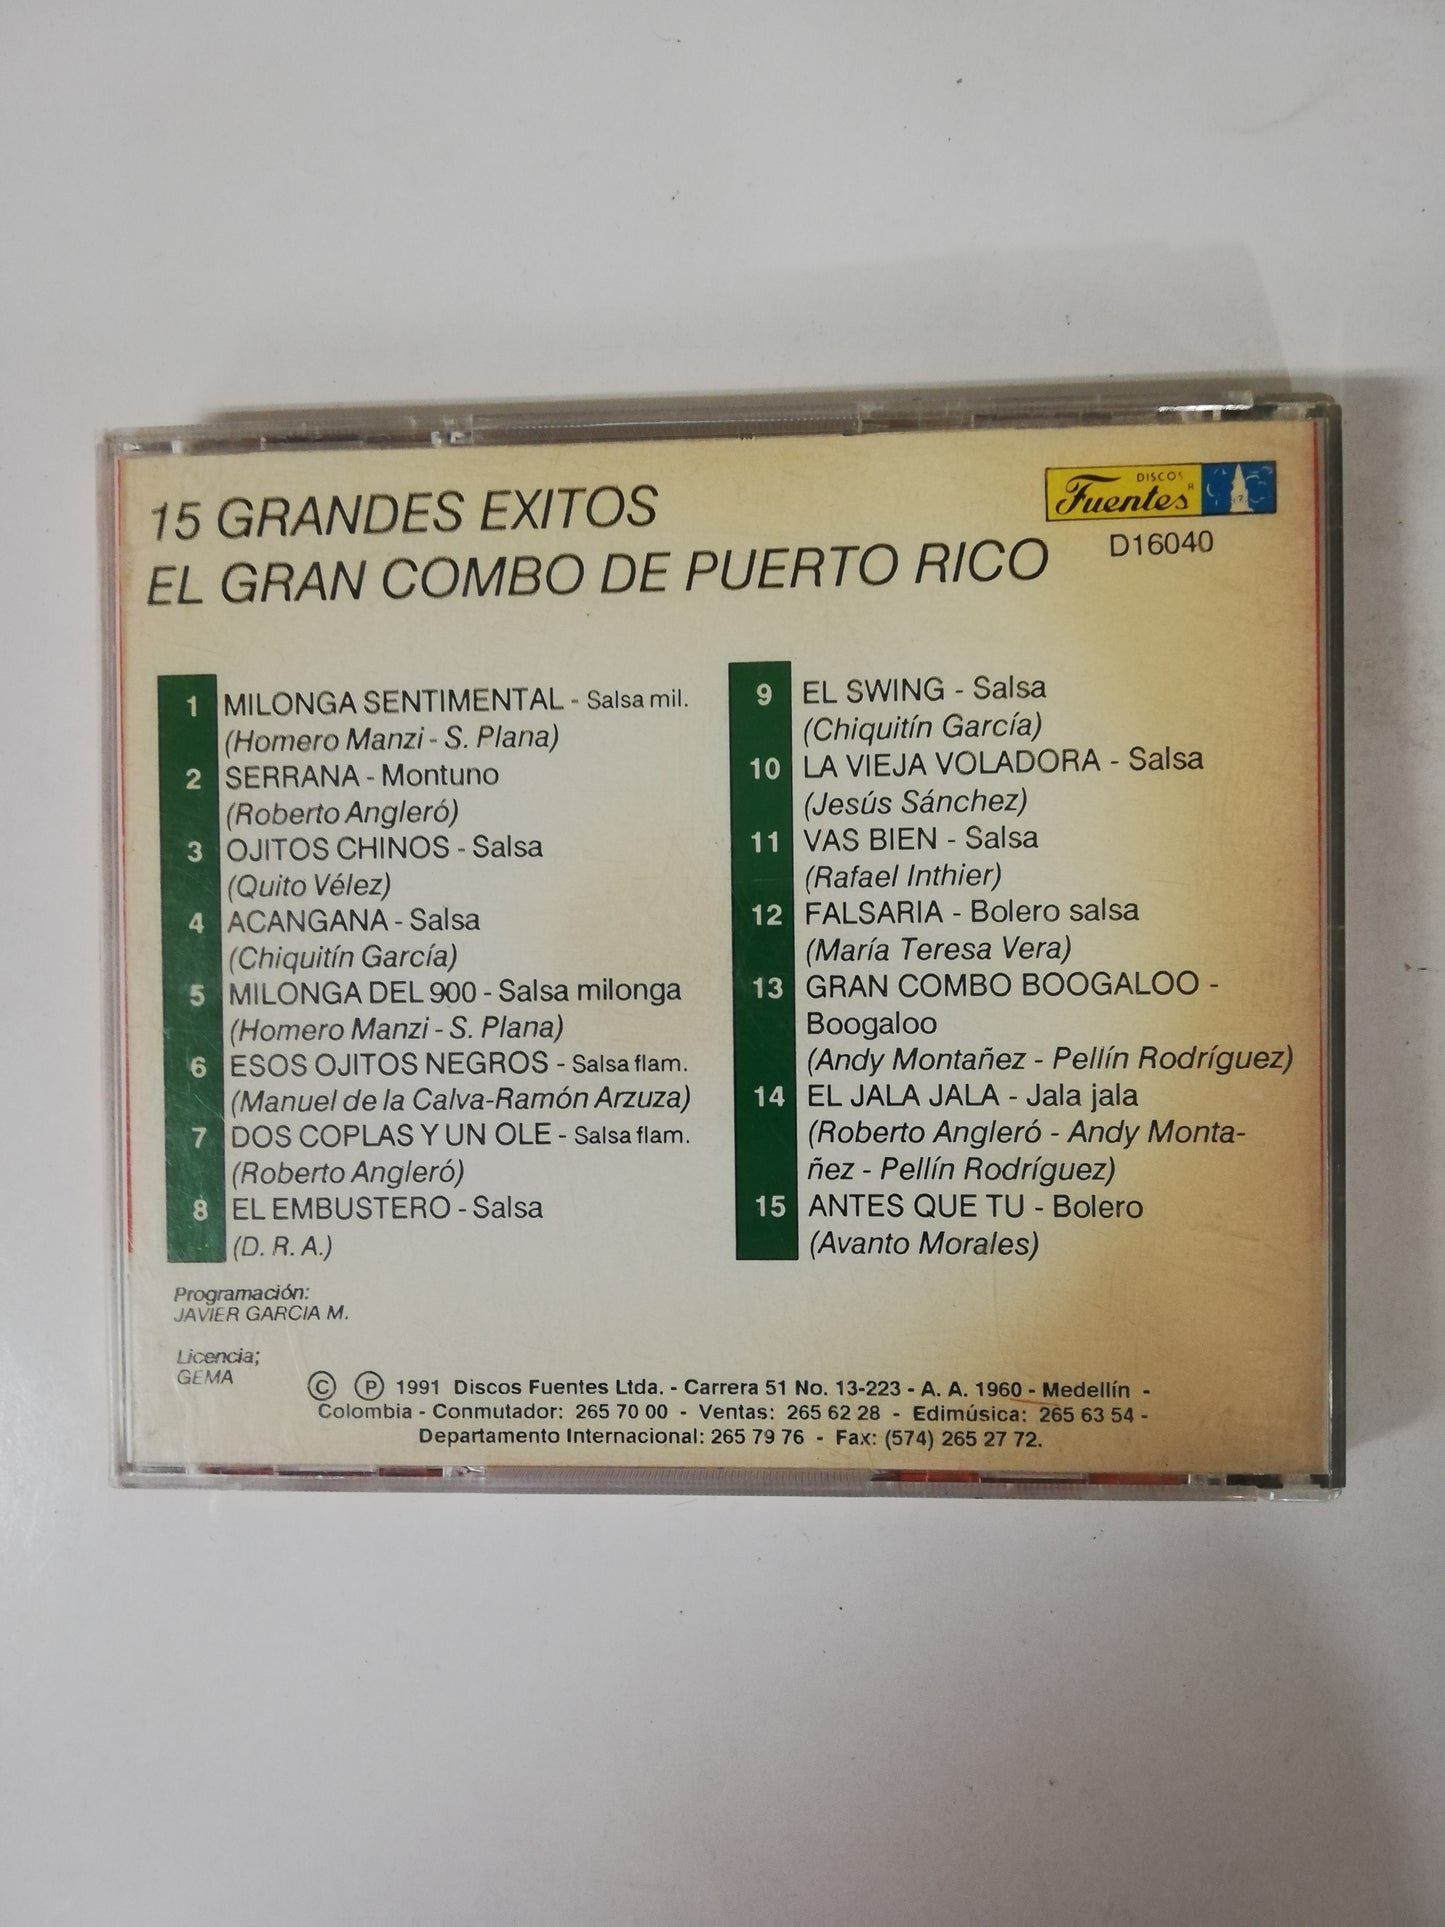 15 GRANDES EXITOS
EL GRAN COMBO DE PUERTO RICO
DISCOS
Fuentes
R
D16040
1 MILONGA SENTIMENTAL - Salsa mil.
(Homero Manzi - S. Plana)
2 SERRANA - Montuno
(Roberto Angleró)
3 OJITOS CHINOS - Salsa
(Quito Vélez)
4 ACANGANA - Salsa
(Chiquitín García)
5 MILONGA DEL 900 - Salsa milonga
(Homero Manzi - S. Plana)
6 ESOS OJITOS NEGROS - Salsa flam.
(Manuel de la Calva-Ramón Arzuza)
7 DOS COPLAS Y UN OLE - Salsa flam.
(Roberto Angleró)
8 EL EMBUSTERO - Salsa
(D. R. A.)
9 EL SWING - Salsa
(Chiquitín García)
10 LA VIEJA VOLADORA - Salsa
(Jesús Sánchez)
11 VAS BIEN - Salsa
(Rafael Inthier)
12 FALSARIA - Bolero salsa
(María Teresa Vera)
13 GRAN COMBO BOOGALOO -
Boogaloo
(Andy Montañez - Pellín Rodríguez)
14 EL JALA JALA - Jala jala
(Roberto Angleró - Andy Monta-
ñez - Pellín Rodríguez)
15 ANTES QUE TU - Bolero
(Avanto Morales)
Programación:
JAVIER GARCIA M.
Licencia;
GEMA
© ℗ 1991 Discos Fuentes Ltda. - Carrera 51 No. 13-223 - A. A. 1960 - Medellín -
Colombia - Conmutador: 265 70 00 - Ventas: 265 62 28 - Edimúsica: 265 63 54 -
Departamento Internacional: 265 79 76 - Fax: (574) 265 27 72.